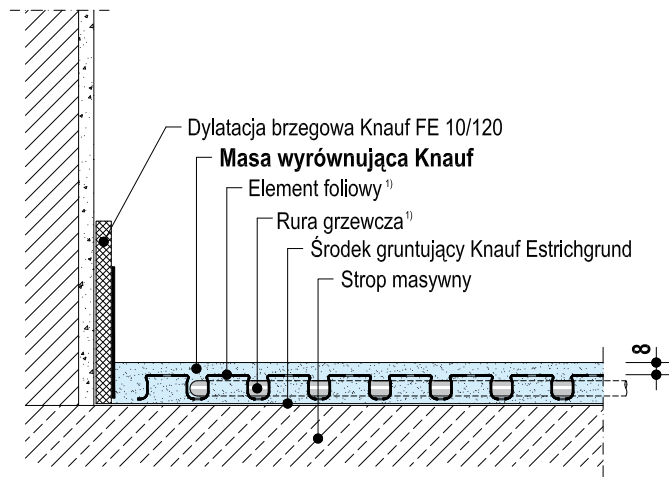 Dylatacja brzegowa Knauf FE 10/120
Masa wyrównująca Knauf
Element foliowy 1)
Rura grzewcza 1)
Środek gruntujący Knauf Estrichgrund
Strop masywny
8